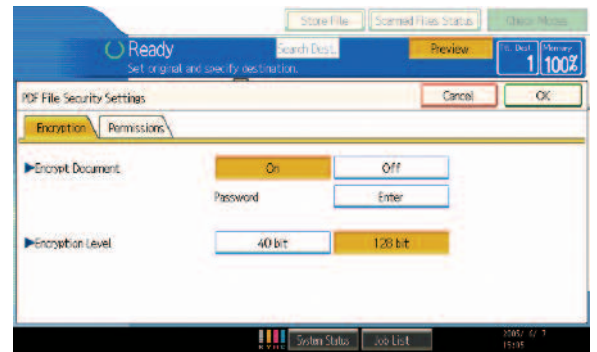 Store File Scanned Files Status Check Modes
Ready Search Dest. Preview Ttl. Dest. Memory
Set original and specify destination. 1 100%
PDF File Security Settings Cancel OK
Encryption Permissions
▶Encrypt Document On Off
Password Enter
▶Encryption Level 40 bit 128 bit
System Status Job List
15:05